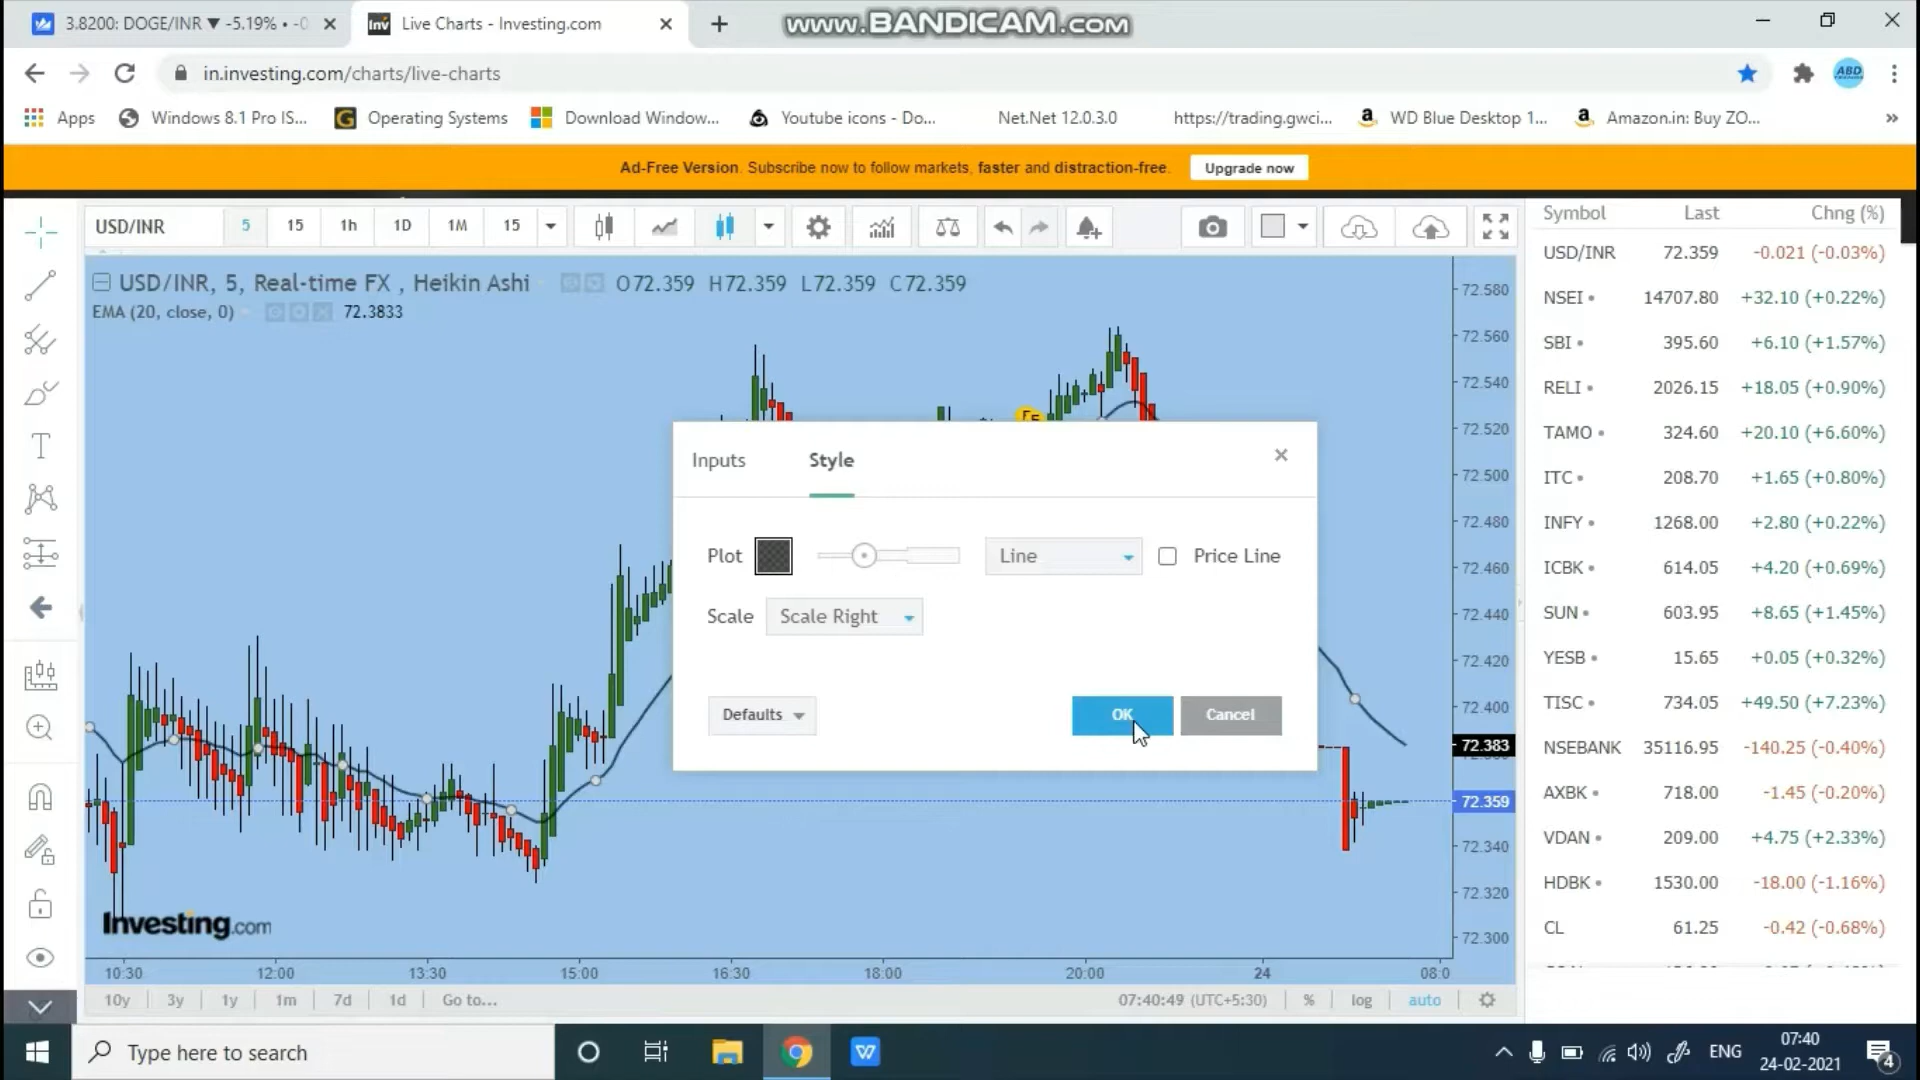 3.8200: DOGE/INR ▼ -5.19% •
Live Charts - Investing.com
www.BANDICAM.com
in.investing.com/charts/live-charts
ABD
Apps
Windows 8.1 Pro IS...
Operating Systems
Download Window...
Youtube icons - Do...
Net.Net 12.0.3.0
https://trading.gwci...
WD Blue Desktop 1...
Amazon.in: Buy ZO...
»
Ad-Free Version. Subscribe now to follow markets, faster and distraction-free.
Upgrade now
USD/INR 5 15 1h 1D 1M 15
USD/INR, 5, Real-time FX , Heikin Ashi O72.359 H72.359 L72.359 C72.359
EMA (20, close, 0) 72.3833
72.580
72.560
72.540
72.520
72.500
72.480
72.460
72.440
72.420
72.400
72.383
72.359
72.340
72.320
72.300
Inputs Style
Plot Line Price Line
Scale Scale Right
Defaults OK Cancel
Investing.com
10:30 12:00 13:30 15:00 16:30 18:00 20:00 24 08:0
10y 3y 1y 1m 7d 1d Go to...
07:40:49 (UTC+5:30) % log auto
Symbol Last Chng (%)
USD/INR 72.359 -0.021 (-0.03%)
NSEI 14707.80 +32.10 (+0.22%)
SBI 395.60 +6.10 (+1.57%)
RELI 2026.15 +18.05 (+0.90%)
TAMO 324.60 +20.10 (+6.60%)
ITC 208.70 +1.65 (+0.80%)
INFY 1268.00 +2.80 (+0.22%)
ICBK 614.05 +4.20 (+0.69%)
SUN 603.95 +8.65 (+1.45%)
YESB 15.65 +0.05 (+0.32%)
TISC 734.05 +49.50 (+7.23%)
NSEBANK 35116.95 -140.25 (-0.40%)
AXBK 718.00 -1.45 (-0.20%)
VDAN 209.00 +4.75 (+2.33%)
HDBK 1530.00 -18.00 (-1.16%)
CL 61.25 -0.42 (-0.68%)
Type here to search
ENG
07:40
24-02-2021
4